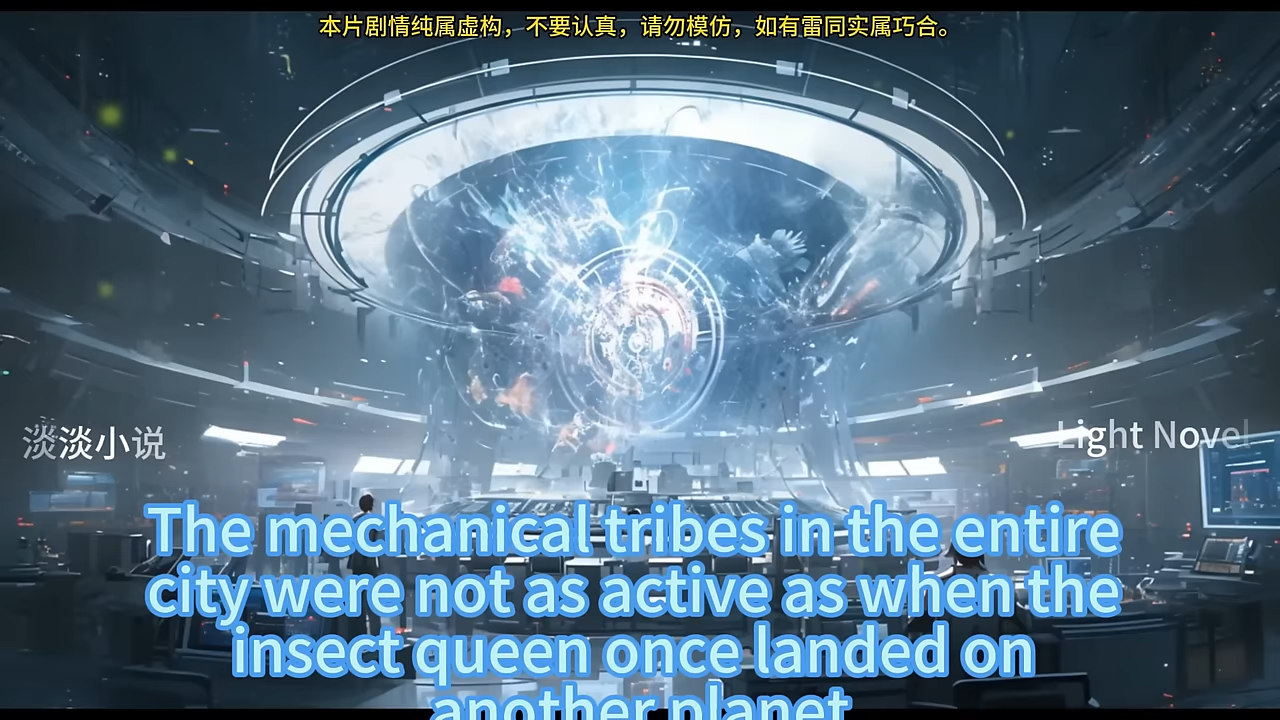 本片剧情纯属虚构，不要认真，请勿模仿，如有雷同实属巧合。
淡淡小说
Light Novel
The mechanical tribes in the entire
city were not as active as when the
insect queen once landed on
another planet